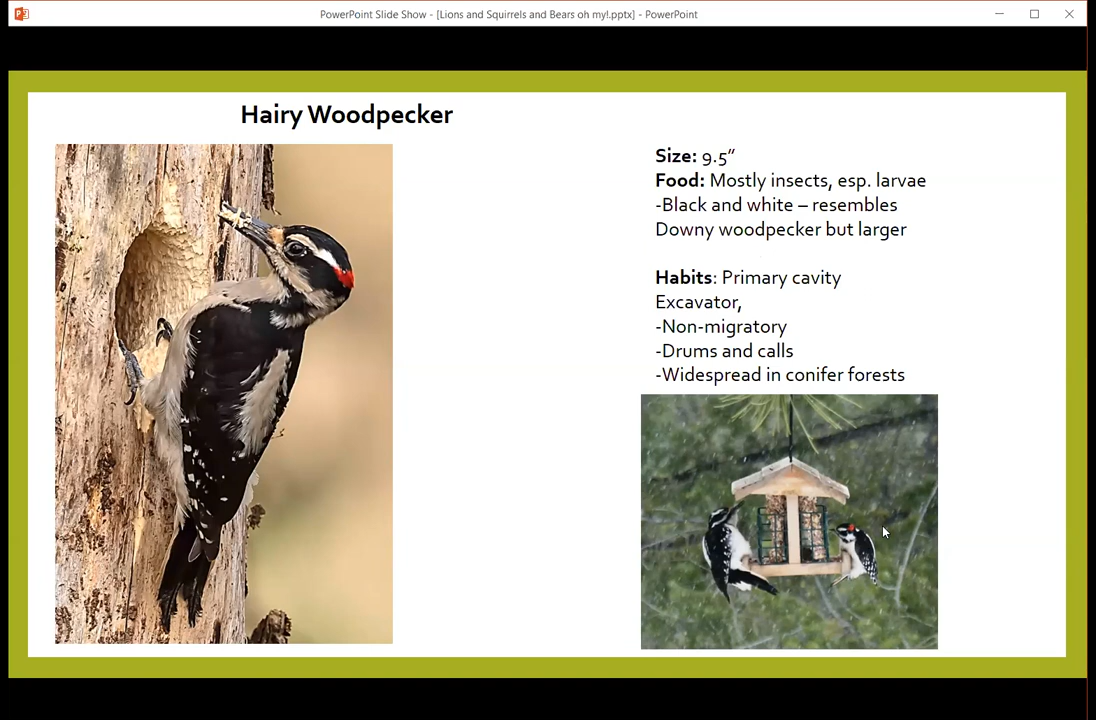 PowerPoint Slide Show - [Lions and Squirrels and Bears oh my!.pptx] - PowerPoint
Hairy Woodpecker
Size: 9.5”
Food: Mostly insects, esp. larvae
-Black and white – resembles
Downy woodpecker but larger
Habits: Primary cavity
Excavator,
-Non-migratory
-Drums and calls
-Widespread in conifer forests